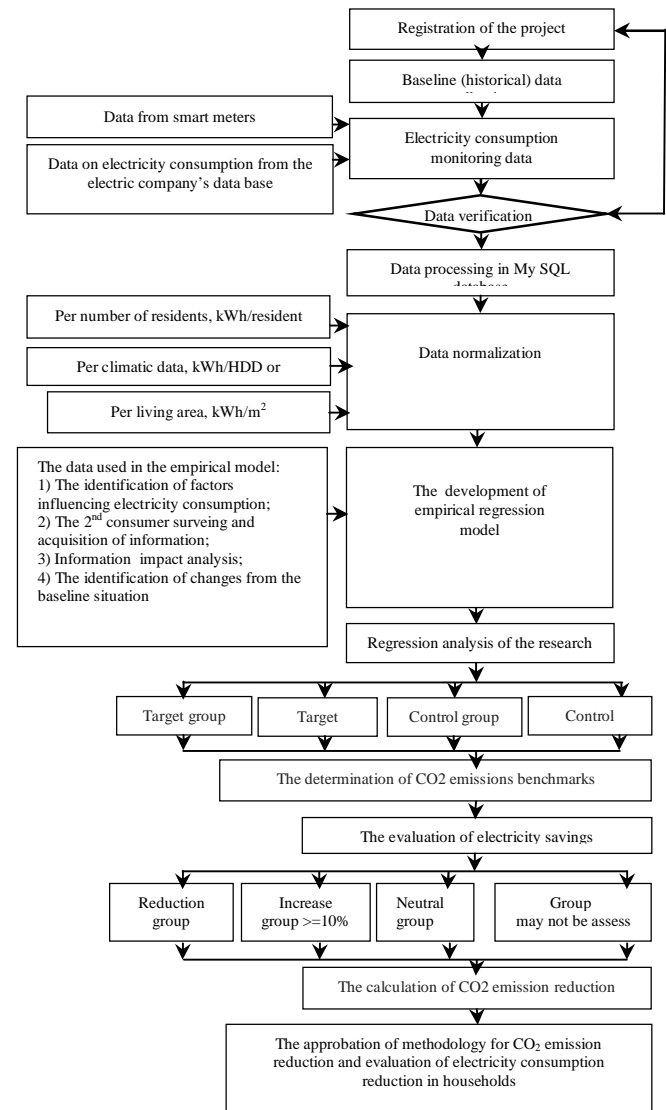 Registration of the project
Baseline (historical) data
Data from smart meters
Electricity consumption
monitoring data
Data on electricity consumption from the
electric company's data base
Data verification
Data processing in My SQL
Per number of residents, kWh/resident
Data normalization
Per climatic data, kWh/HDD or
Per living area, kWh/m²
The data used in the empirical model:
1) The identification of factors
influencing electricity consumption;
2) The 2nd consumer surveing and
acquisition of information;
3) Information impact analysis;
4) The identification of changes from the
baseline situation
The development of
empirical regression
model
Regression analysis of the research
Target group
Target
Control group
Control
The determination of CO2 emissions benchmarks
The evaluation of electricity savings
Reduction
group
Increase
group >=10%
Neutral
group
Group
may not be assess
The calculation of CO2 emission reduction
The approbation of methodology for CO₂ emission
reduction and evaluation of electricity consumption
reduction in households